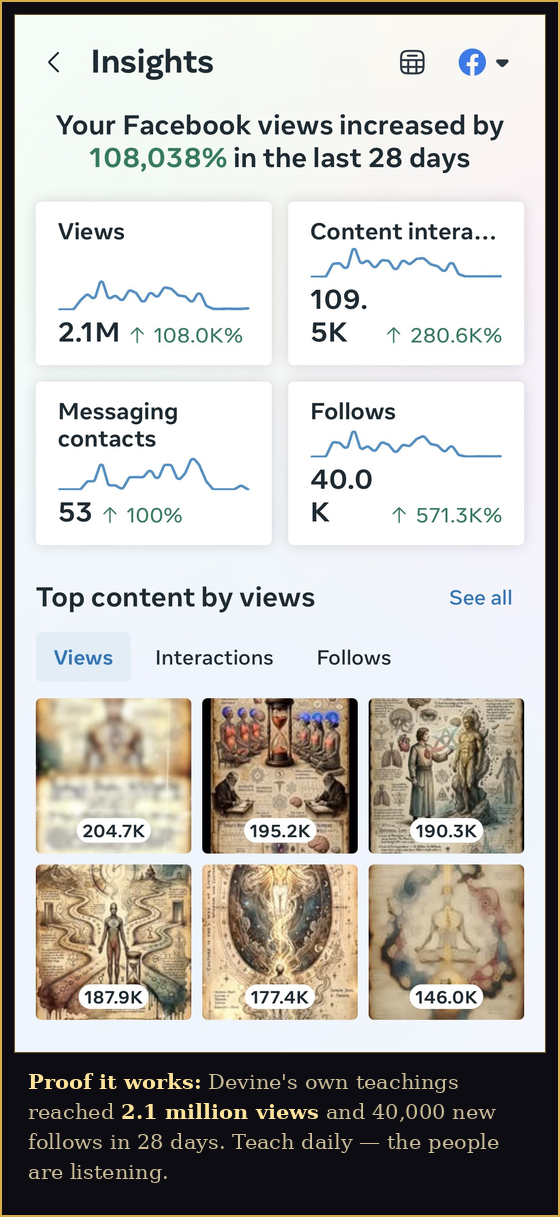 Insights
Your Facebook views increased by
108,038% in the last 28 days
Views
2.1M ↑ 108.0K%
Content intera...
109.
5K ↑ 280.6K%
Messaging
contacts
53 ↑ 100%
Follows
40.0
K ↑ 571.3K%
Top content by views
See all
Views Interactions Follows
204.7K 195.2K 190.3K
187.9K 177.4K 146.0K
Proof it works: Devine's own teachings
reached 2.1 million views and 40,000 new
follows in 28 days. Teach daily — the people
are listening.